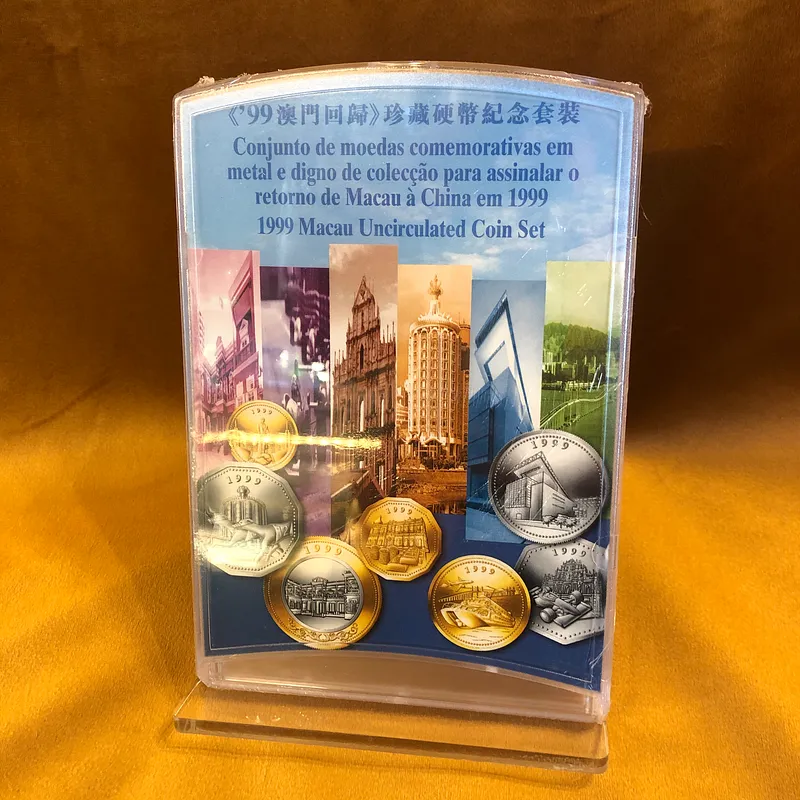 《'99澳門回歸》珍藏硬幣紀念套裝
Conjunto de moedas comemorativas em
metal e digno de colecção para assinalar o
retorno de Macau à China em 1999
1999 Macau Uncirculated Coin Set
1999
1999
1999
1999
1999
1999
1999